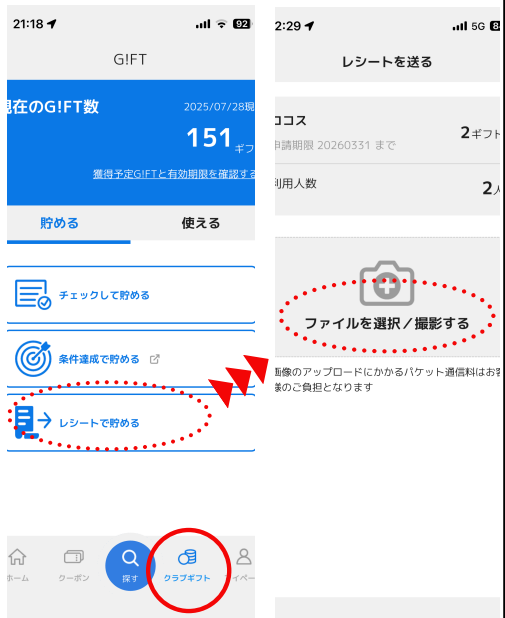 21:18
92
G!FT
現在のG!FT数
2025/07/28現
151
ギフ
獲得予定G!FTと有効期限を確認する
貯める
使える
チェックして貯める
条件達成で貯める
レシートで貯める
ホーム
クーポン
探す
クラブギフト
イペー
2:29
5G
レシートを送る
ココス
申請期限 20260331 まで
2ギフト
利用人数
2人
ファイルを選択／撮影する
画像のアップロードにかかるパケット通信料はお客
様のご負担となります